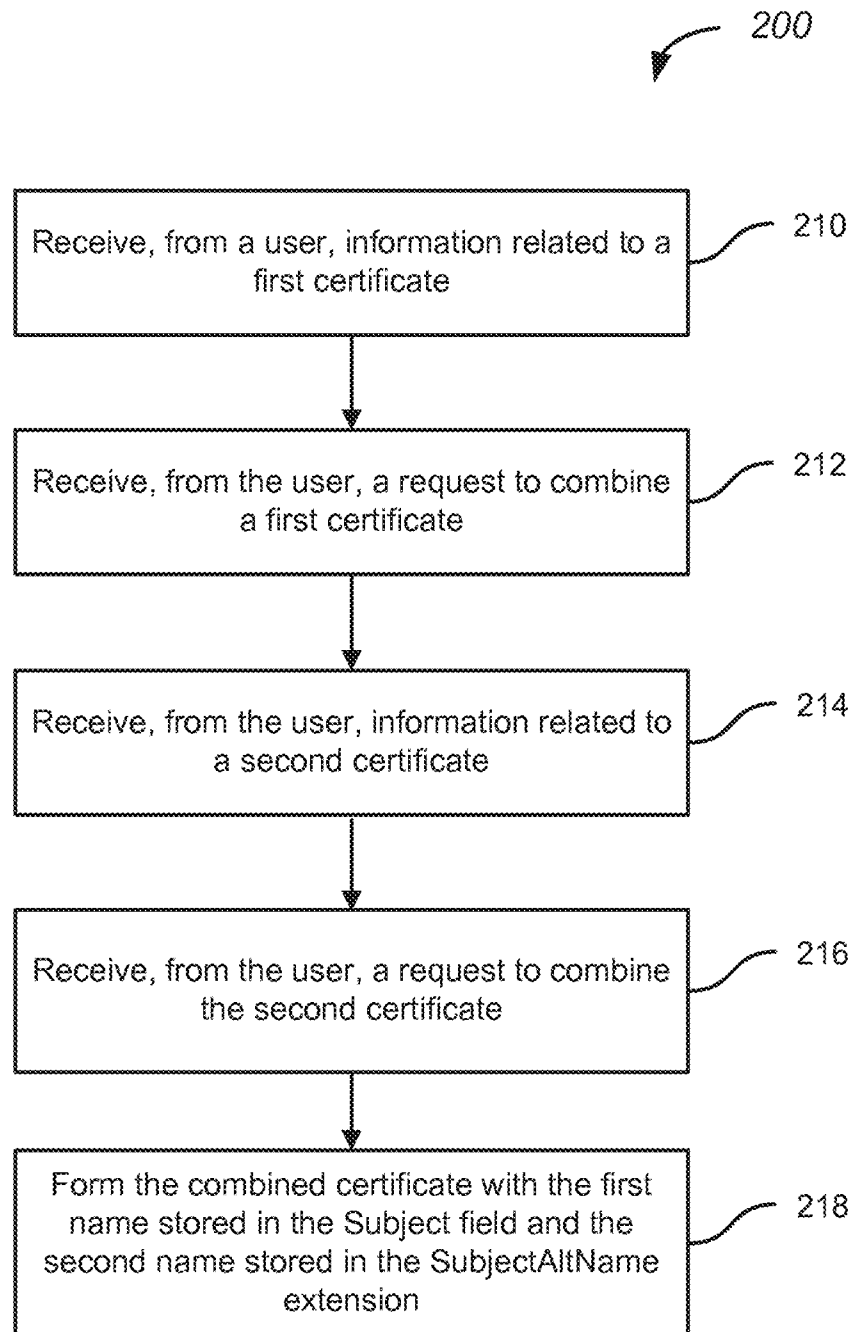 200
Receive, from a user, information related to a
first certificate
210
Receive, from the user, a request to combine
a first certificate
212
Receive, from the user, information related to
a second certificate
214
Receive, from the user, a request to combine
the second certificate
216
Form the combined certificate with the first
name stored in the Subject field and the
second name stored in the SubjectAltName
extension
218